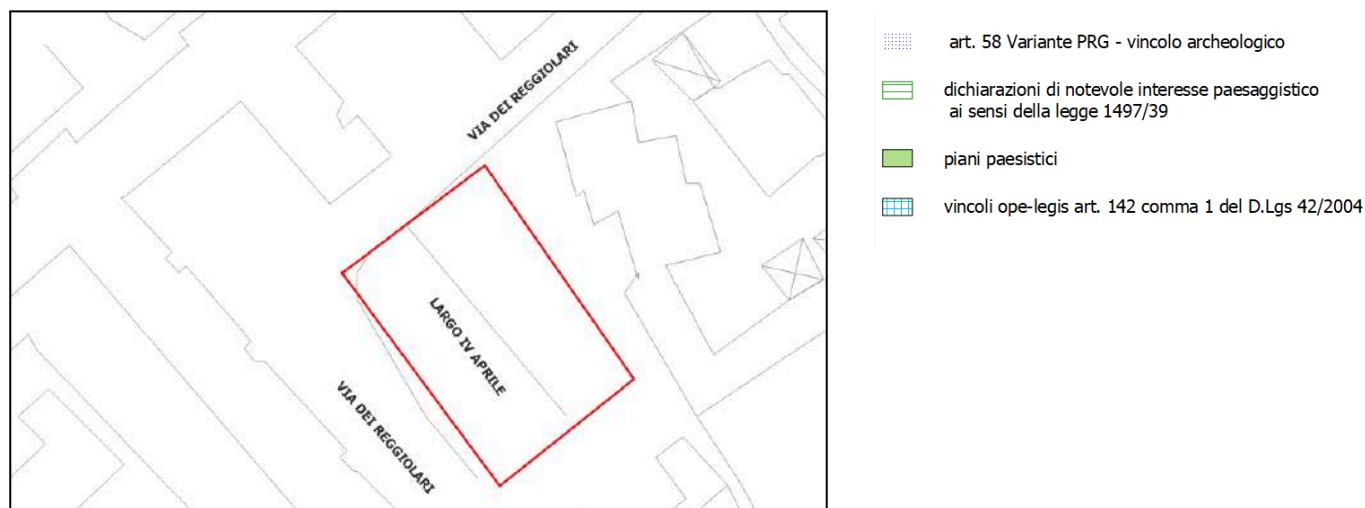 VIA DEI REGGIOLARI
LARGO IV APRILE
VIA DEI REGGIOLARI
art. 58 Variante PRG - vincolo archeologico
dichiarazioni di notevole interesse paesaggistico
ai sensi della legge 1497/39
piani paesistici
vincoli ope-legis art. 142 comma 1 del D.Lgs 42/2004